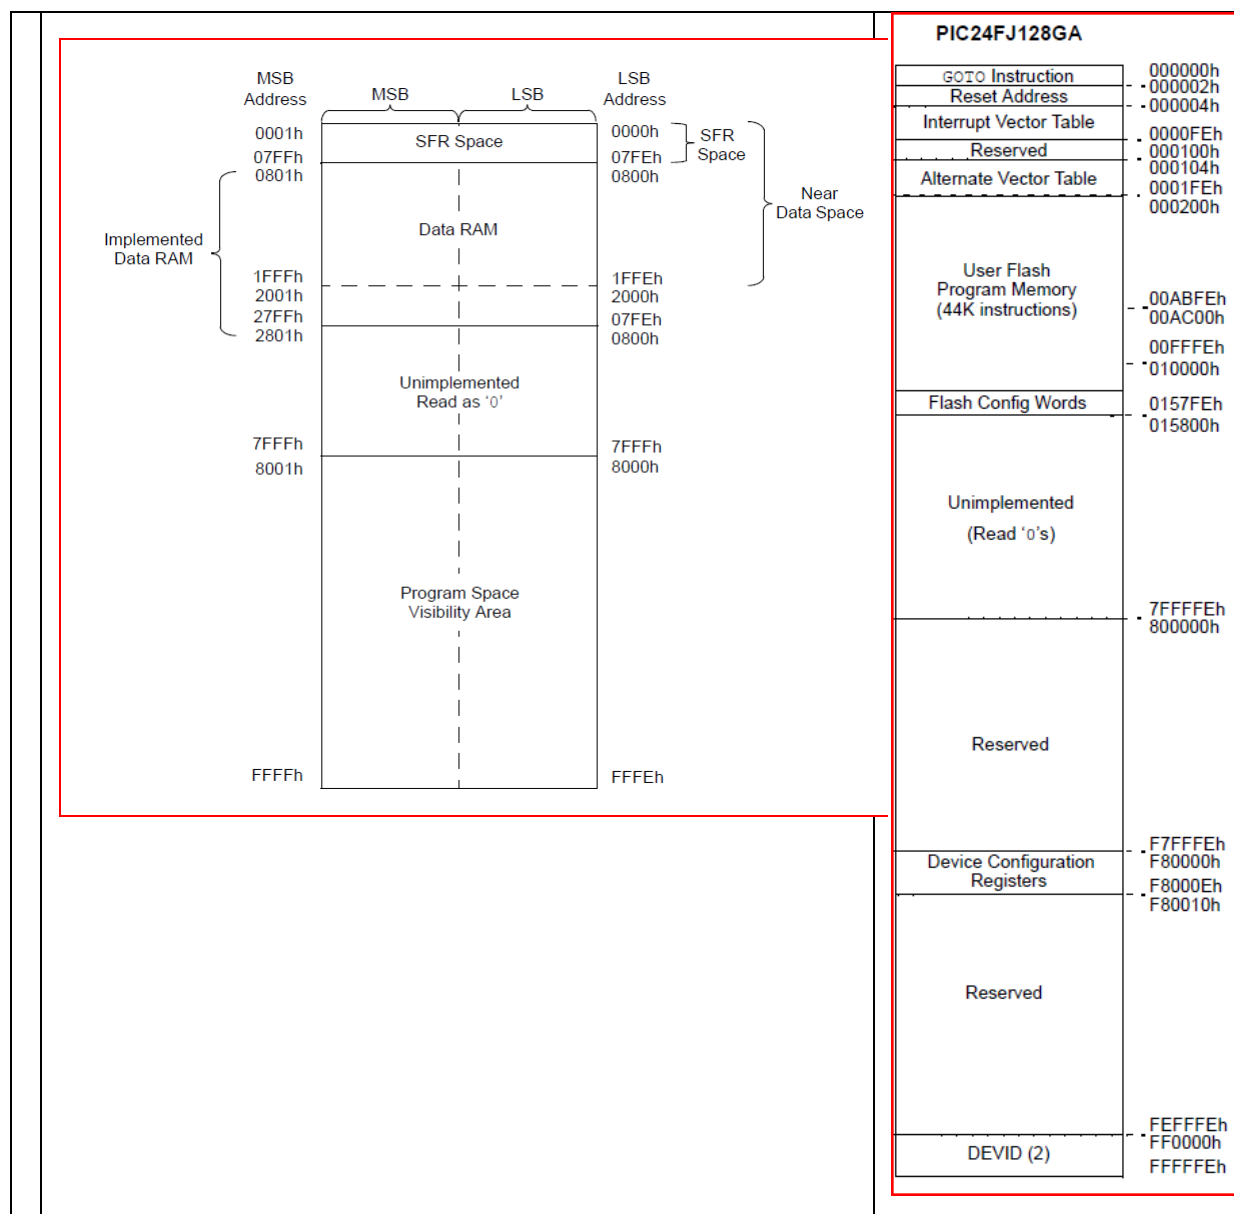 MSB
Address
MSB
LSB
LSB
Address
0001h
SFR Space
0000h
SFR
Space
07FFh
07FEh
0801h
0800h
Near
Data Space
Implemented
Data RAM
Data RAM
1FFFh
1FFEh
2001h
2000h
27FFh
07FEh
2801h
0800h
Unimplemented
Read as '0'
7FFFh
7FFFh
8001h
8000h
Program Space
Visibility Area
FFFFh
FFFEh
PIC24FJ128GA
GOTO Instruction
000000h
000002h
Reset Address
000004h
Interrupt Vector Table
0000FEh
Reserved
000100h
000104h
Alternate Vector Table
0001FEh
000200h
User Flash
Program Memory
(44K instructions)
00ABFEh
00AC00h
00FFFEh
010000h
Flash Config Words
0157FEh
015800h
Unimplemented
(Read '0's)
7FFFFEh
800000h
Reserved
F7FFFEh
F80000h
Device Configuration
Registers
F8000Eh
F80010h
Reserved
FEFFFEh
FF0000h
DEVID (2)
FFFFFEh